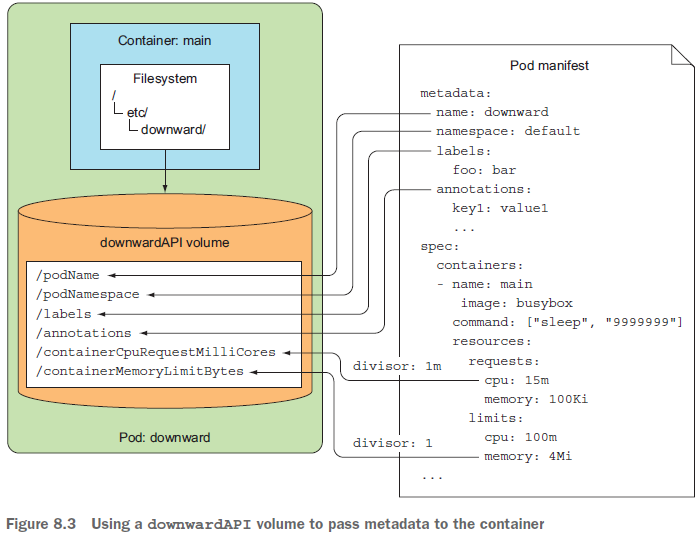 Container: main
Filesystem
/
etc/
downward/
downwardAPI volume
/podName
/podNamespace
/labels
/annotations
/containerCpuRequestMilliCores
/containerMemoryLimitBytes
Pod: downward
divisor: 1m
divisor: 1
Pod manifest
metadata:
name: downward
namespace: default
labels:
foo: bar
annotations:
key1: value1
...
spec:
containers:
- name: main
image: busybox
command: ["sleep", "9999999"]
resources:
requests:
cpu: 15m
memory: 100Ki
limits:
cpu: 100m
memory: 4Mi
...
Figure 8.3 Using a downwardAPI volume to pass metadata to the container